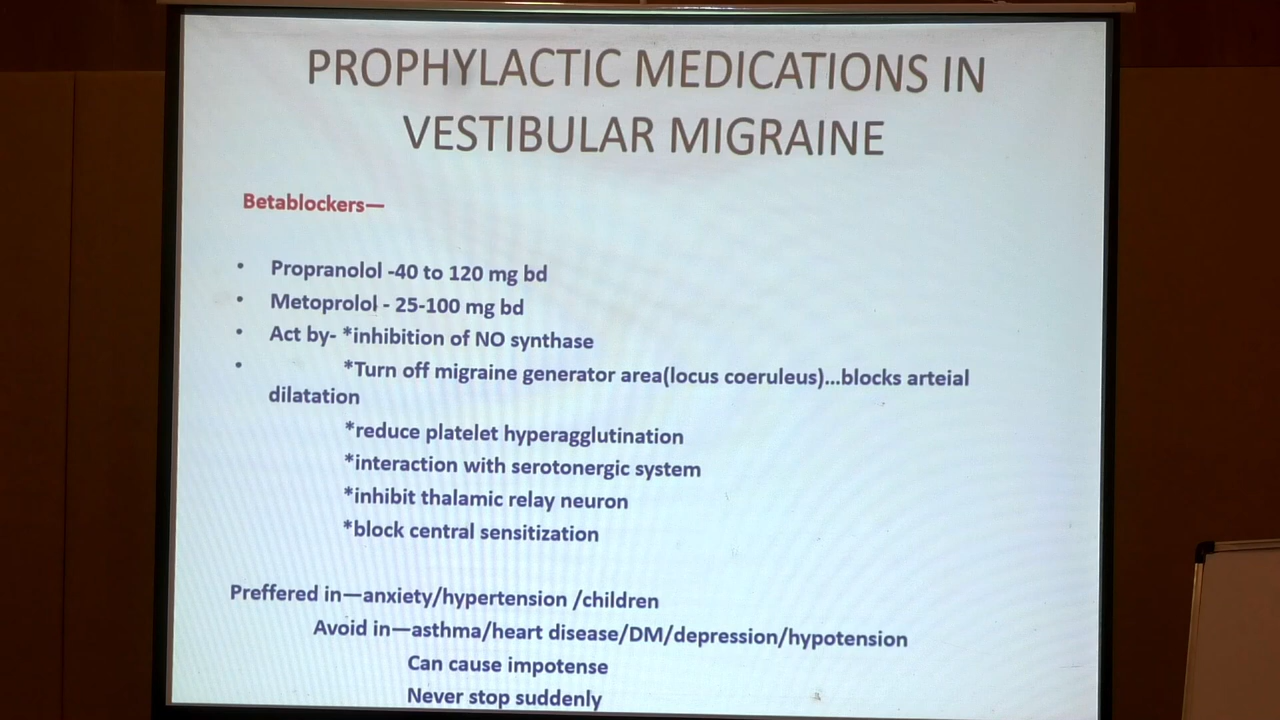 PROPHYLACTIC MEDICATIONS IN
VESTIBULAR MIGRAINE
Betablockers—
• Propranolol -40 to 120 mg bd
• Metoprolol - 25-100 mg bd
• Act by- *inhibition of NO synthase
• *Turn off migraine generator area(locus coeruleus)...blocks arteial
dilatation
*reduce platelet hyperagglutination
*interaction with serotonergic system
*inhibit thalamic relay neuron
*block central sensitization
Preffered in—anxiety/hypertension /children
Avoid in—asthma/heart disease/DM/depression/hypotension
Can cause impotense
Never stop suddenly